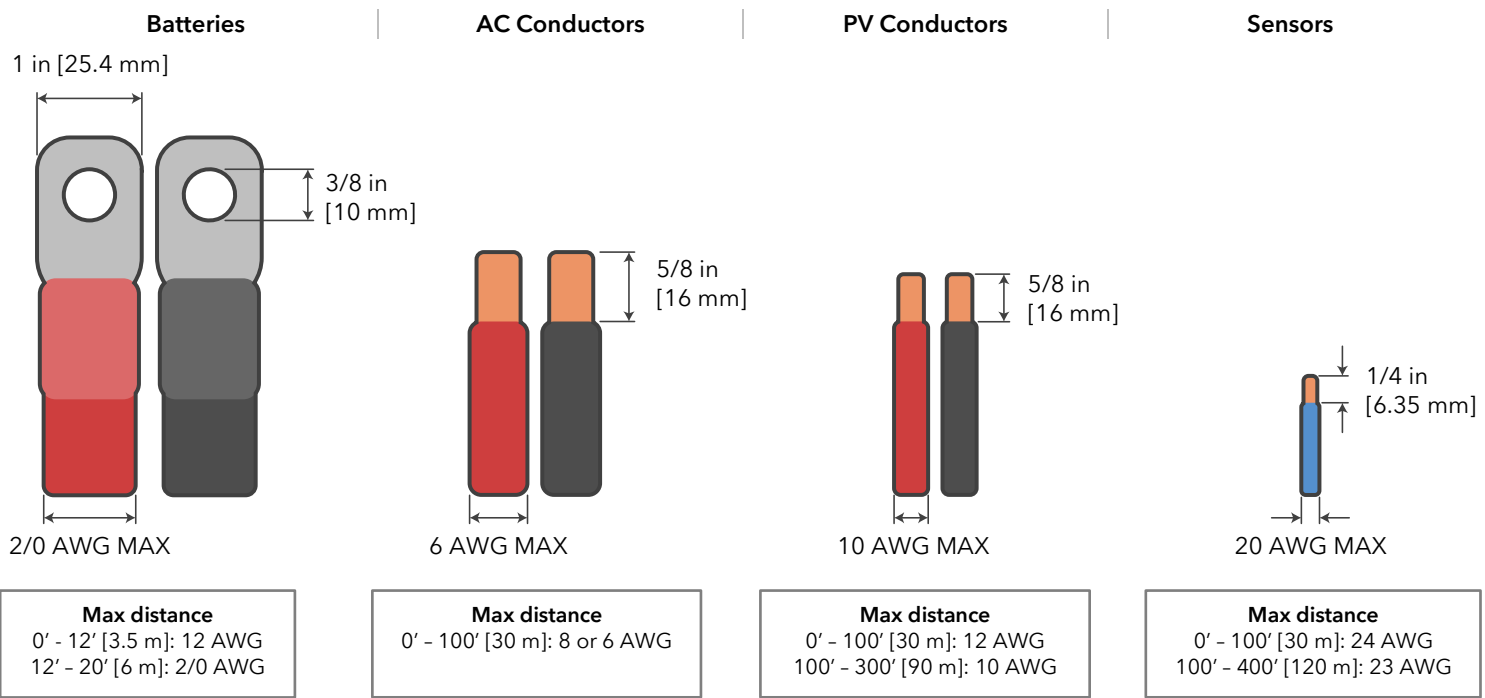 Batteries
AC Conductors
PV Conductors
Sensors
1 in [25.4 mm]
3/8 in
[10 mm]
5/8 in
[16 mm]
5/8 in
[16 mm]
1/4 in
[6.35 mm]
2/0 AWG MAX
6 AWG MAX
10 AWG MAX
20 AWG MAX
Max distance
0’ - 12’ [3.5 m]: 12 AWG
12’ – 20’ [6 m]: 2/0 AWG
Max distance
0’ – 100’ [30 m]: 8 or 6 AWG
Max distance
0’ – 100’ [30 m]: 12 AWG
100’ – 300’ [90 m]: 10 AWG
Max distance
0’ – 100’ [30 m]: 24 AWG
100’ – 400’ [120 m]: 23 AWG